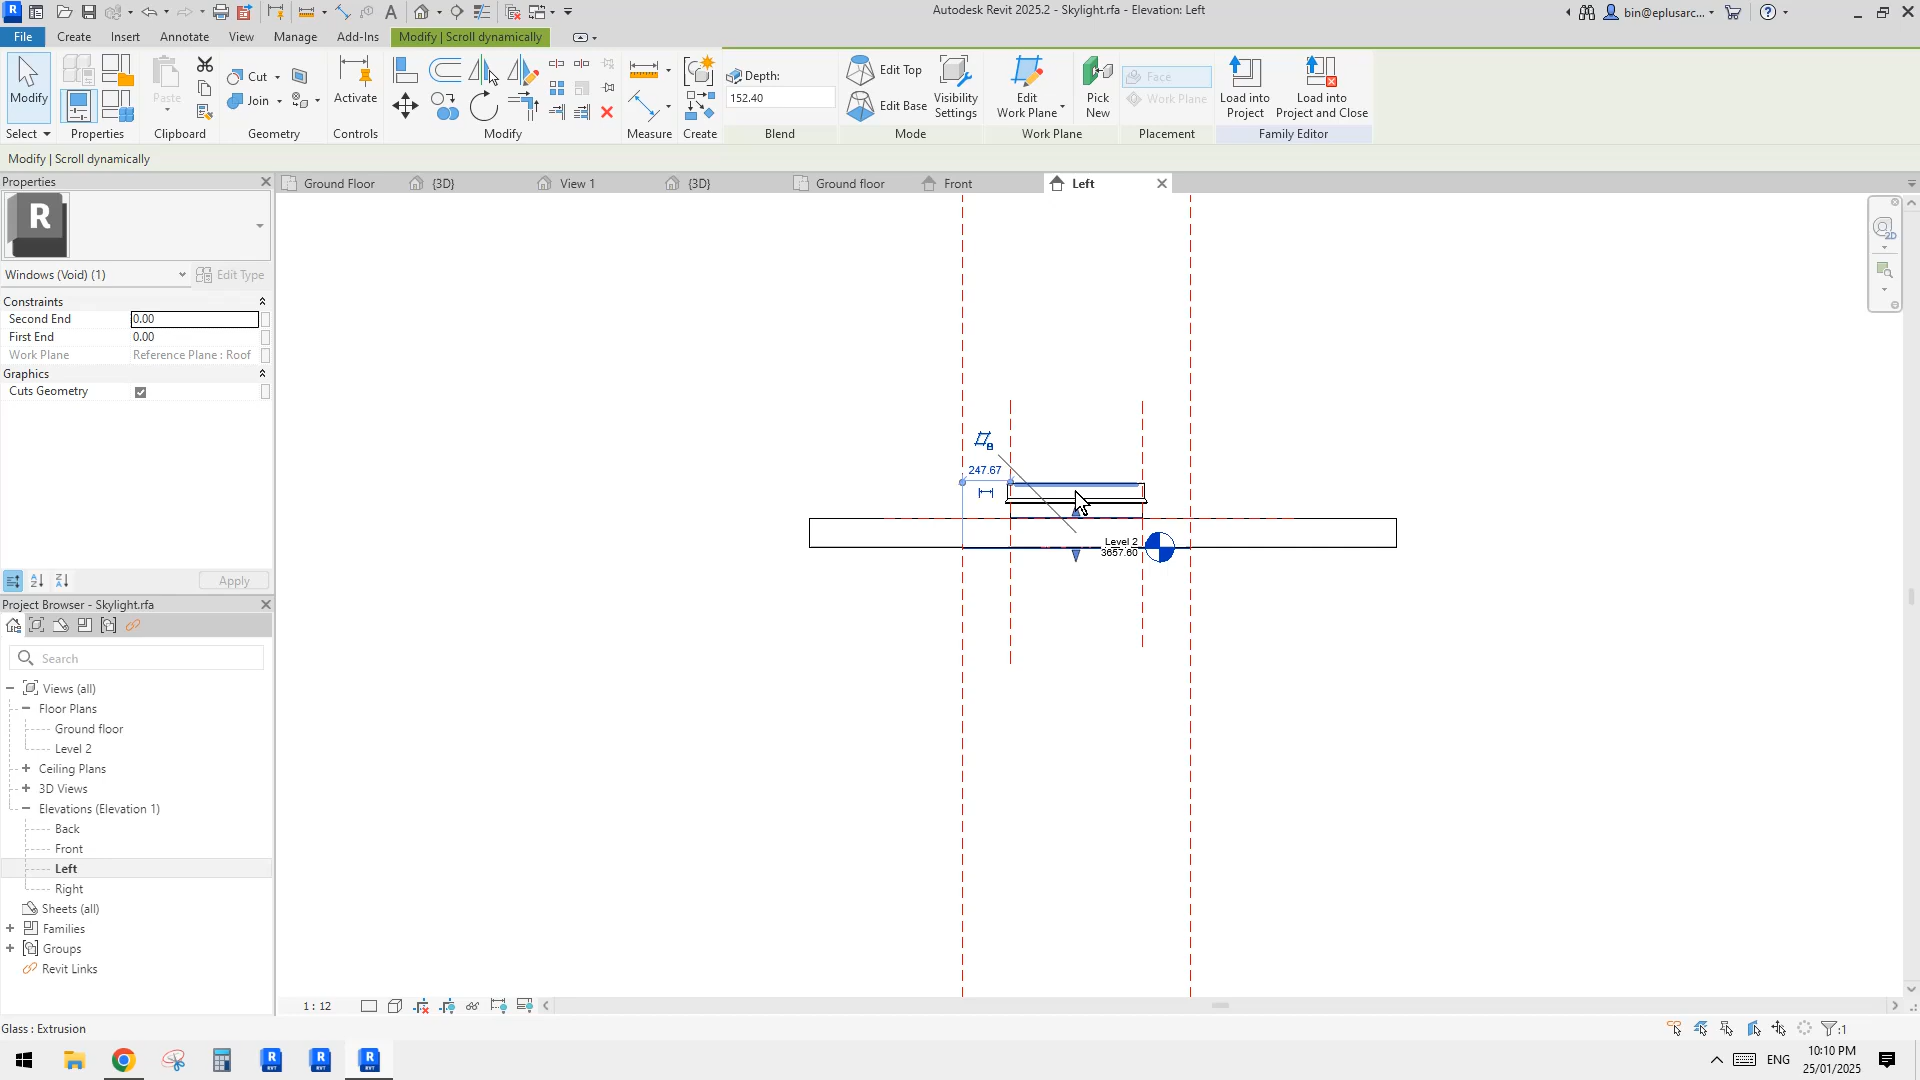 Autodesk Revit 2025.2 - Skylight.rfa - Elevation: Left
bin@eplusarc...
File
Create
Insert
Annotate
View
Manage
Add-Ins
Modify | Scroll dynamically
Modify
Paste
Cut
Join
Activate
Depth:
152.40
Edit Top
Edit Base
Visibility
Settings
Edit
Work Plane
Pick
New
Face
Work Plane
Load into
Project
Load into
Project and Close
Select
Properties
Clipboard
Geometry
Controls
Modify
Measure
Create
Blend
Mode
Work Plane
Placement
Family Editor
Modify | Scroll dynamically
Properties
Ground Floor
{3D}
View 1
{3D}
Ground floor
Front
Left
R
Windows (Void) (1)
Edit Type
Constraints
Second End
0.00
First End
0.00
Work Plane
Reference Plane : Roof
Graphics
Cuts Geometry
Apply
247.67
Level 2
3657.60
2D
Project Browser - Skylight.rfa
Search
Views (all)
Floor Plans
Ground floor
Level 2
Ceiling Plans
3D Views
Elevations (Elevation 1)
Back
Front
Left
Right
Sheets (all)
Families
Groups
Revit Links
1 : 12
Glass : Extrusion
:1
ENG
10:10 PM
25/01/2025